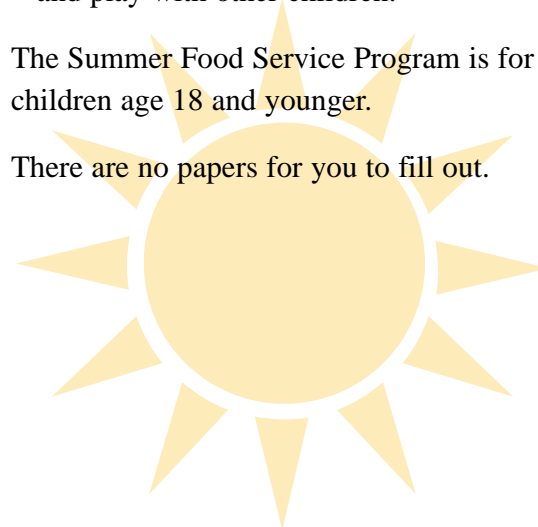 and play with other children.
The Summer Food Service Program is for
children age 18 and younger.
There are no papers for you to fill out.